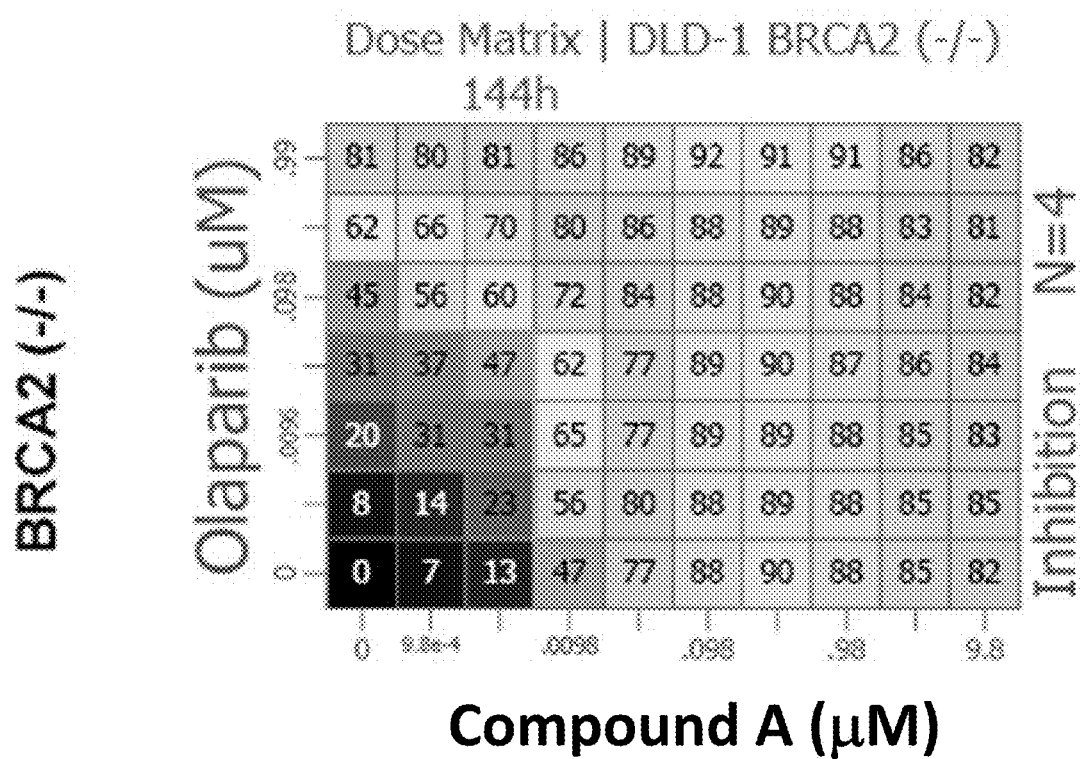 Dose Matrix | DLD-1 BRCA2 (-/-)
144h
BRCA2 (-/-)
Olaparib (uM)
.99 81 80 81 86 89 92 91 91 86 82
62 66 70 80 86 88 89 88 83 81
.098 45 56 60 72 84 88 90 88 84 82
31 37 47 62 77 89 90 87 86 84
.0096 20 31 31 65 77 89 89 88 85 83
8 14 23 56 80 88 89 88 85 85
0 0 7 13 47 77 88 90 88 85 82
0 9.8e-4 .0098 .098 .98 9.8
Inhibition N=4
Compound A (μM)